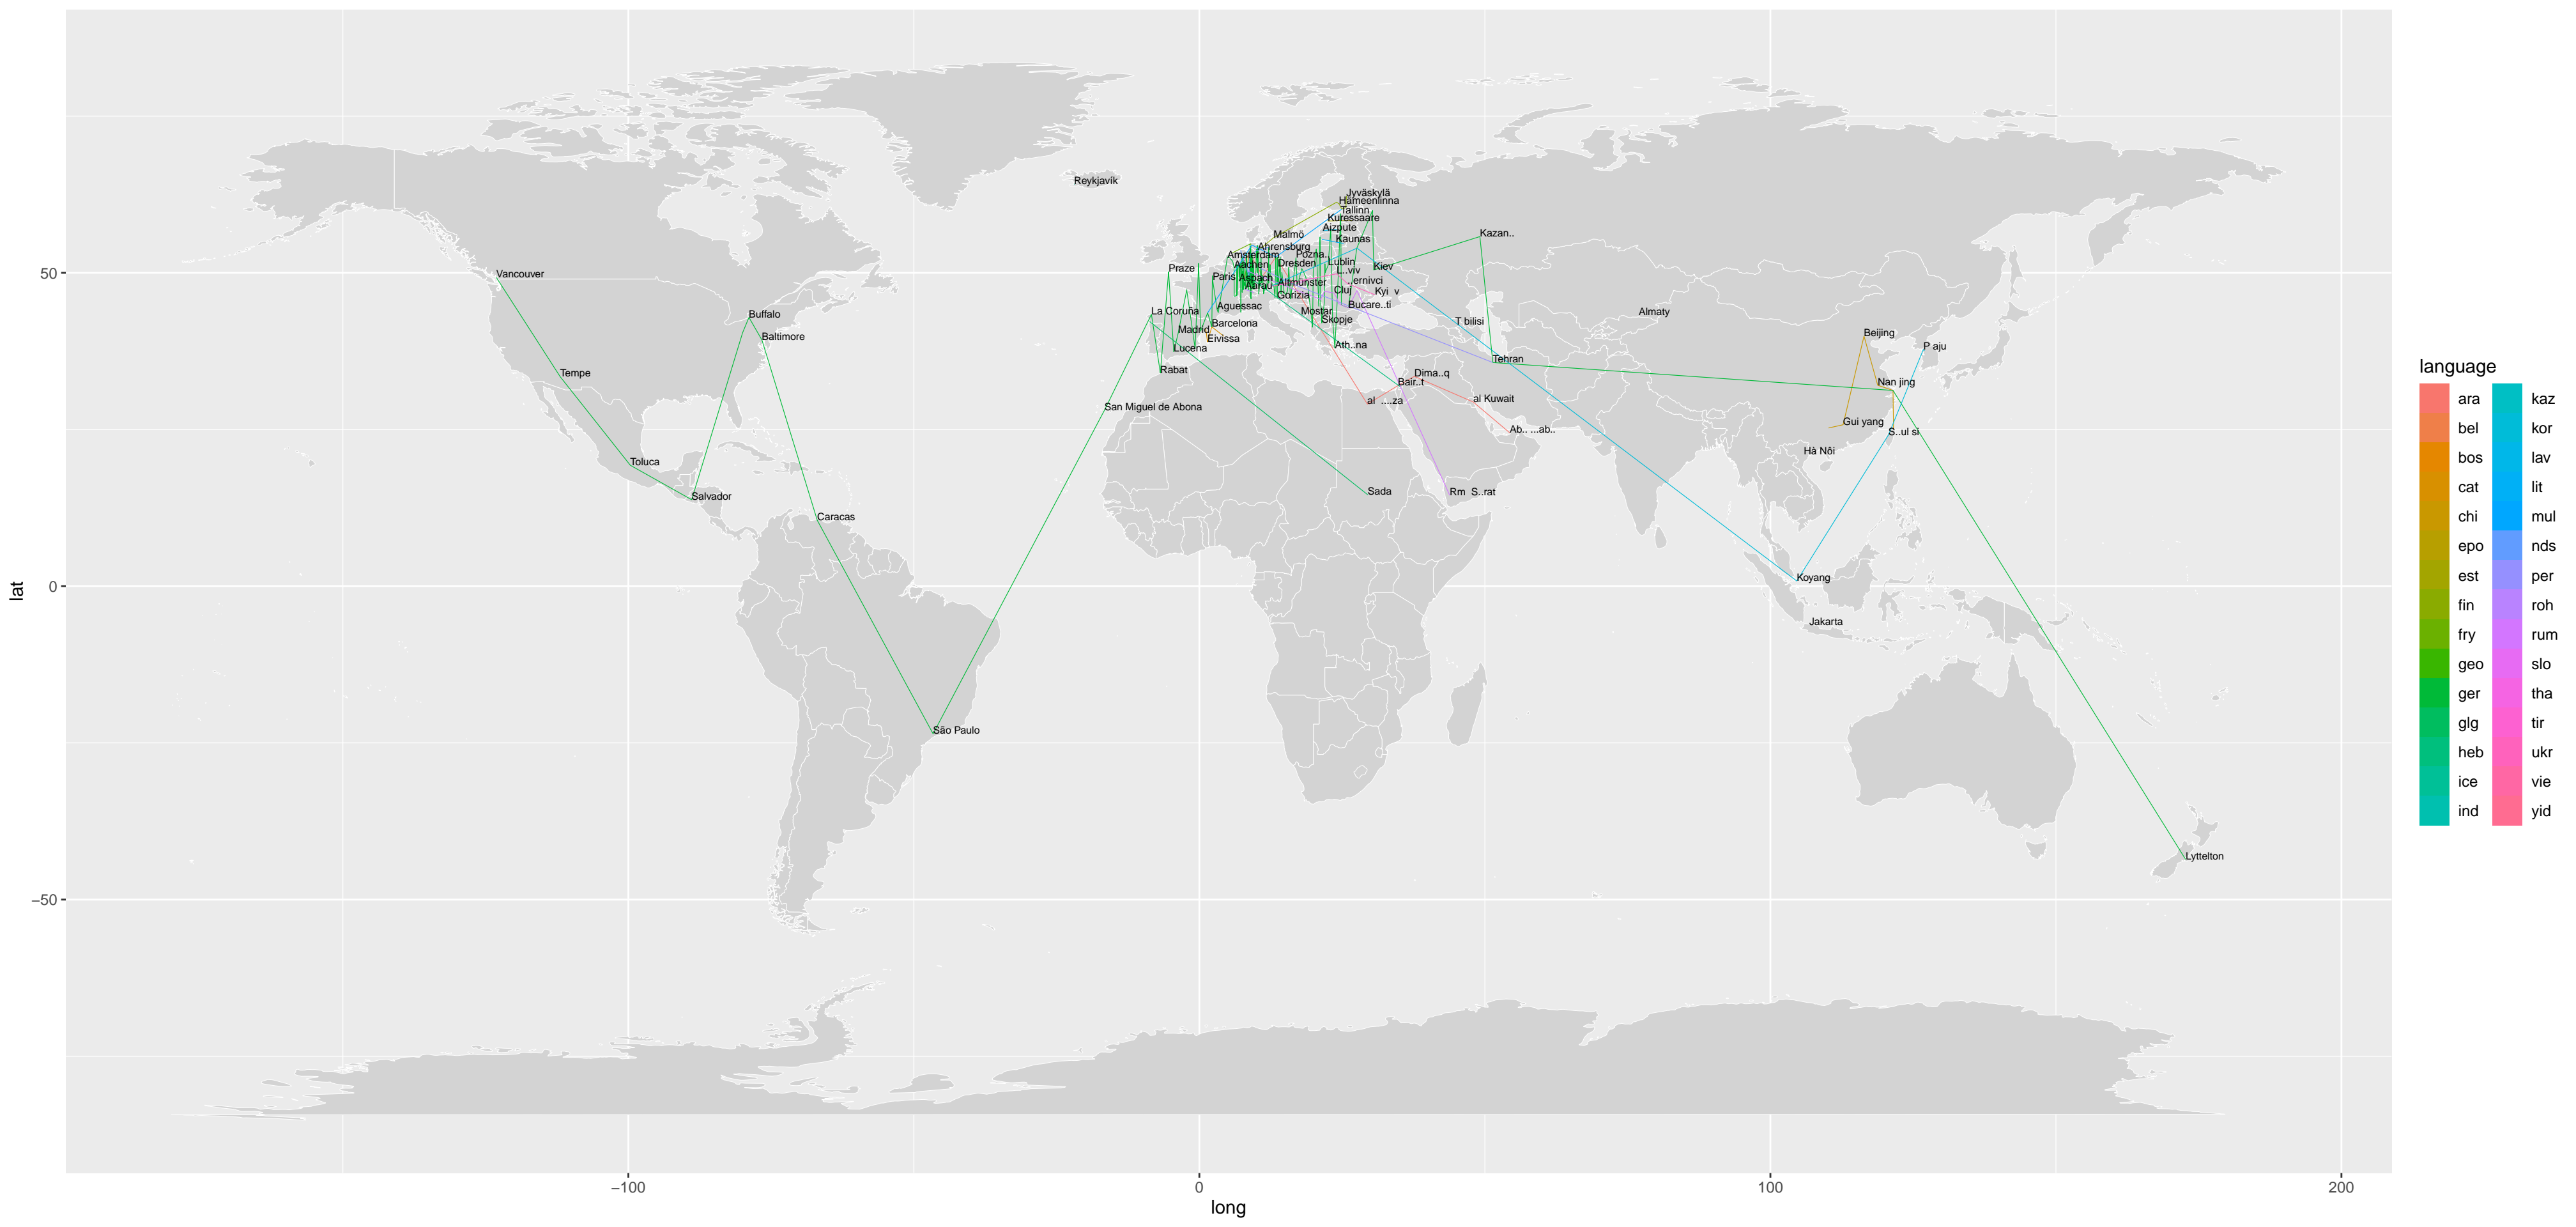 Reykjavík
Jyväskylä
Hämeenlinna
Tallinn
Kuressaare
Aizpute
Malmö
Kaunas
Kazan..
Ahrensburg
Amsterdam
Pozna..
Lublin
Aachen
Dresden
Kiev
Praze
L..viv
Vancouver
50
Paris
Aspach
..ernivci
Altmünster
Aarau
Cluj
Kyi v
Gorizia
Bucare..ti
Aguessac
Almaty
Buffalo
La Coruña
Mostar
Skopje
T bilisi
Barcelona
Madrid
Beijing
Baltimore
Eivissa
Ath..na
P aju
Lucena
Tehran
Tempe
Rabat
Dima..q
Bair..t
Nan jing
San Miguel de Abona
al ....za
al Kuwait
Gui yang
Ab.. ...ab..
S..ul si
Hà Nôi
Toluca
Salvador
Sada
Rm S..rat
Caracas
Koyang
0
Jakarta
São Paulo
Lyttelton
−50
lat
−100
0
100
200
long
language
ara
kaz
bel
kor
bos
lav
cat
lit
chi
mul
epo
nds
est
per
fin
roh
fry
rum
geo
slo
ger
tha
glg
tir
heb
ukr
ice
vie
ind
yid